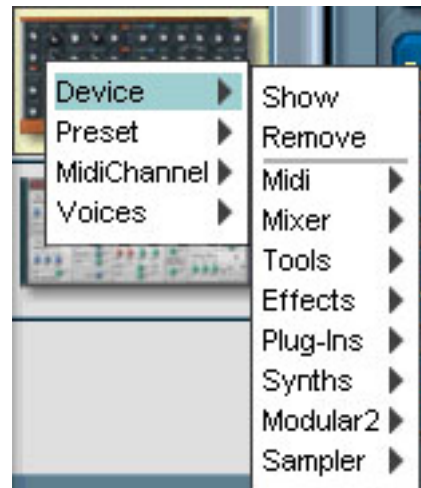 Device
Preset
MidiChannel
Voices
Show
Remove
Midi
Mixer
Tools
Effects
Plug-Ins
Synths
Modular2
Sampler